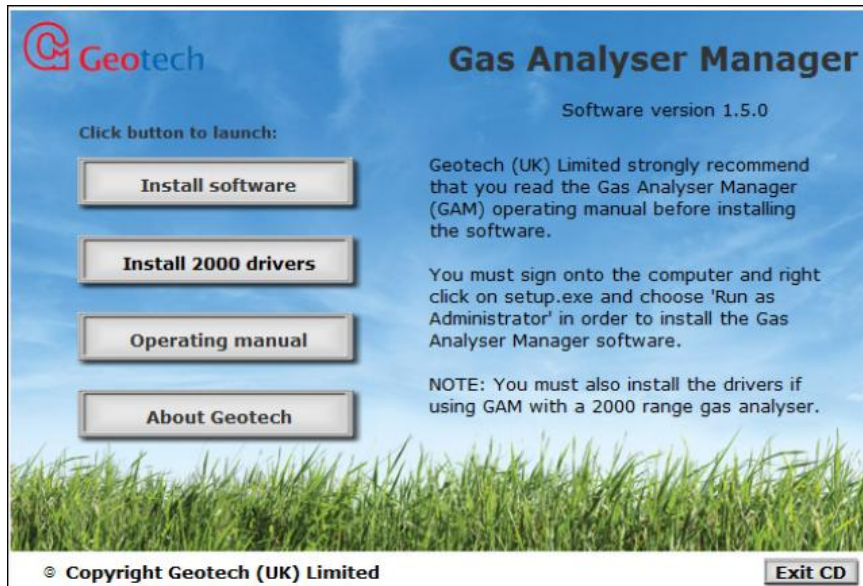 Geotech
Gas Analyser Manager
Software version 1.5.0
Click button to launch:
Install software
Install 2000 drivers
Operating manual
About Geotech
Geotech (UK) Limited strongly recommend
that you read the Gas Analyser Manager
(GAM) operating manual before installing
the software.
You must sign onto the computer and right
click on setup.exe and choose 'Run as
Administrator' in order to install the Gas
Analyser Manager software.
NOTE: You must also install the drivers if
using GAM with a 2000 range gas analyser.
© Copyright Geotech (UK) Limited
Exit CD